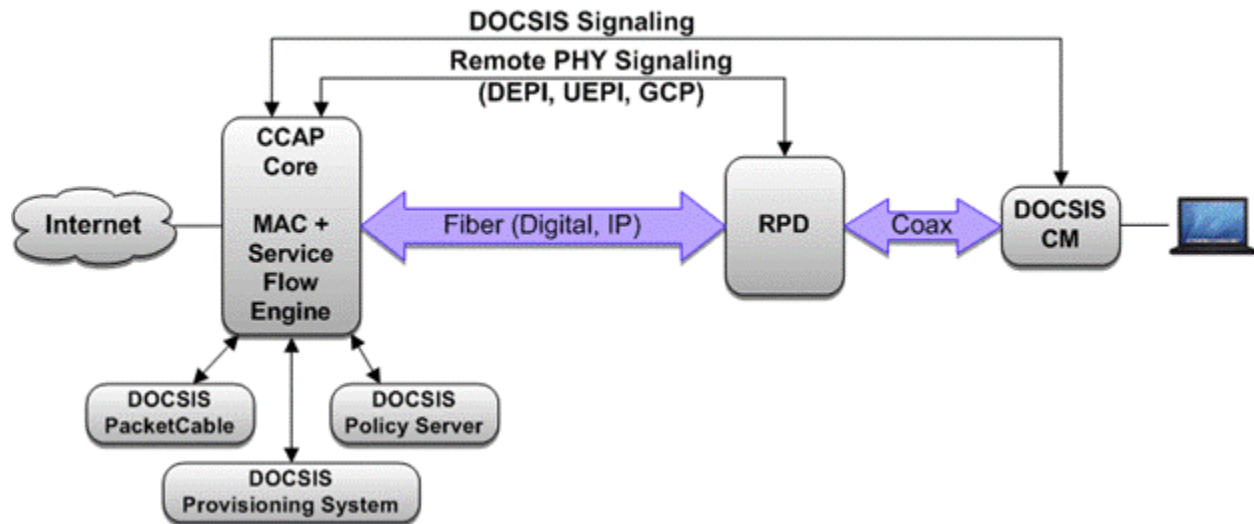 DOCSIS Signaling
Remote PHY Signaling
(DEPI, UEPI, GCP)
CCAP
Core
MAC +
Service
Flow
Engine
Internet
Fiber (Digital, IP)
RPD
Coax
DOCSIS
CM
DOCSIS
PacketCable
DOCSIS
Policy Server
DOCSIS
Provisioning System